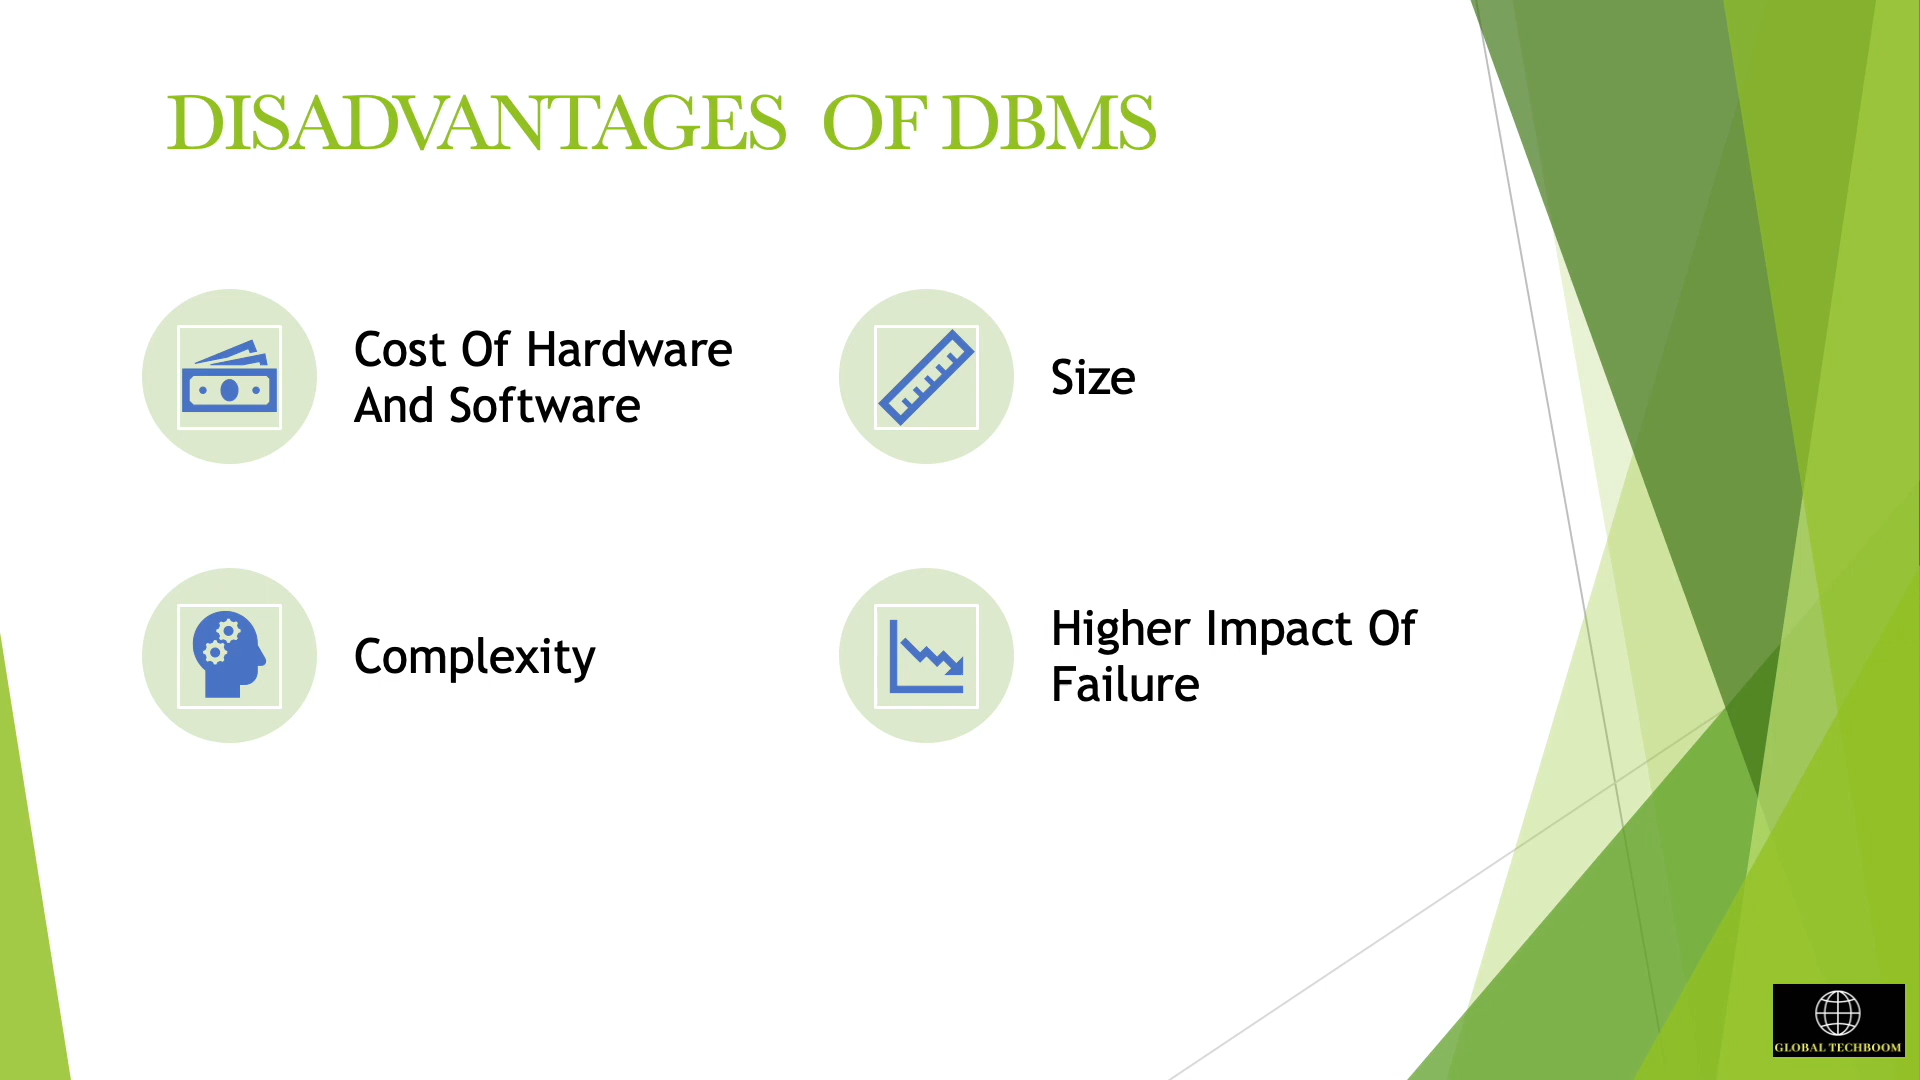 DISADVANTAGES OF DBMS
Cost Of Hardware
And Software
Size
Complexity
Higher Impact Of
Failure
GLOBAL TECHBOOM